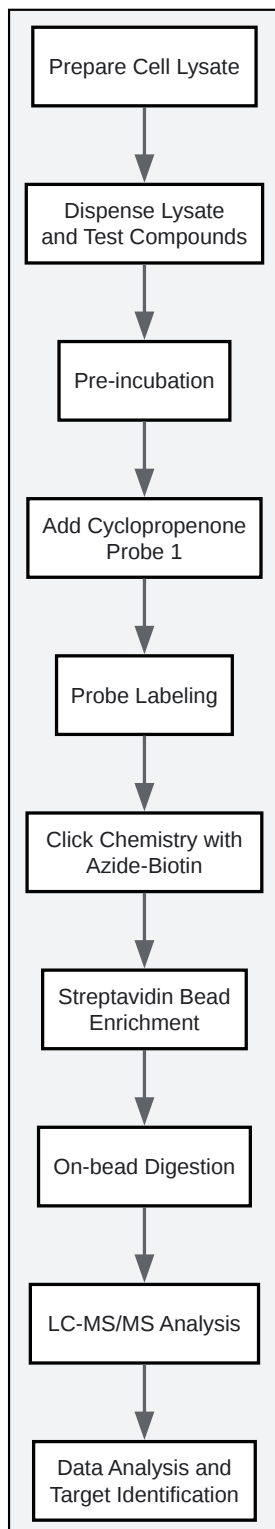 Prepare Cell Lysate
Dispense Lysate
and Test Compounds
Pre-incubation
Add Cyclopropenone
Probe 1
Probe Labeling
Click Chemistry with
Azide-Biotin
Streptavidin Bead
Enrichment
On-bead Digestion
LC-MS/MS Analysis
Data Analysis and
Target Identification